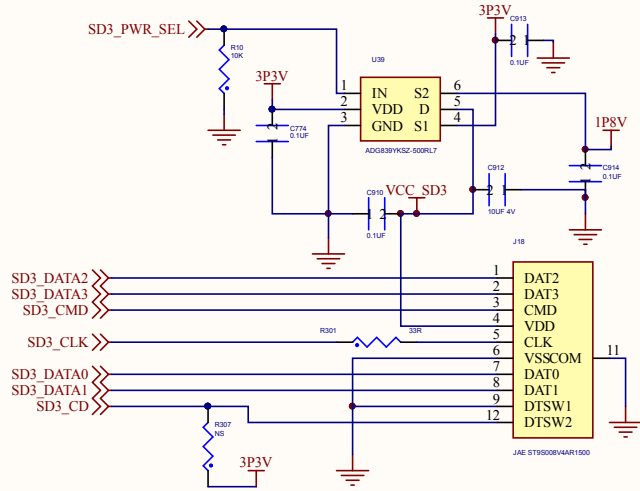 3P3V
C913
SD3_PWR_SEL
2 1
0.1UF
R10
10K
U39
3P3V
1 IN S2 6
2 VDD D 5
3 GND S1 4
C774
2
1
0.1UF
1P8V
ADG839YKSZ-500RL7
C912
C914
2
1
0.1UF
C910
VCC_SD3
2 1
1 2
10UF 4V
0.1UF
J18
SD3_DATA2 1 DAT2
SD3_DATA3 2 DAT3
SD3_CMD 3 CMD
4 VDD
R301 33R
SD3_CLK 5 CLK
6 VSSCOM 11
SD3_DATA0 7 DAT0
SD3_DATA1 8 DAT1
SD3_CD 9 DTSW1
12 DTSW2
R307
NS
JAE ST9S008V4AR1500
3P3V